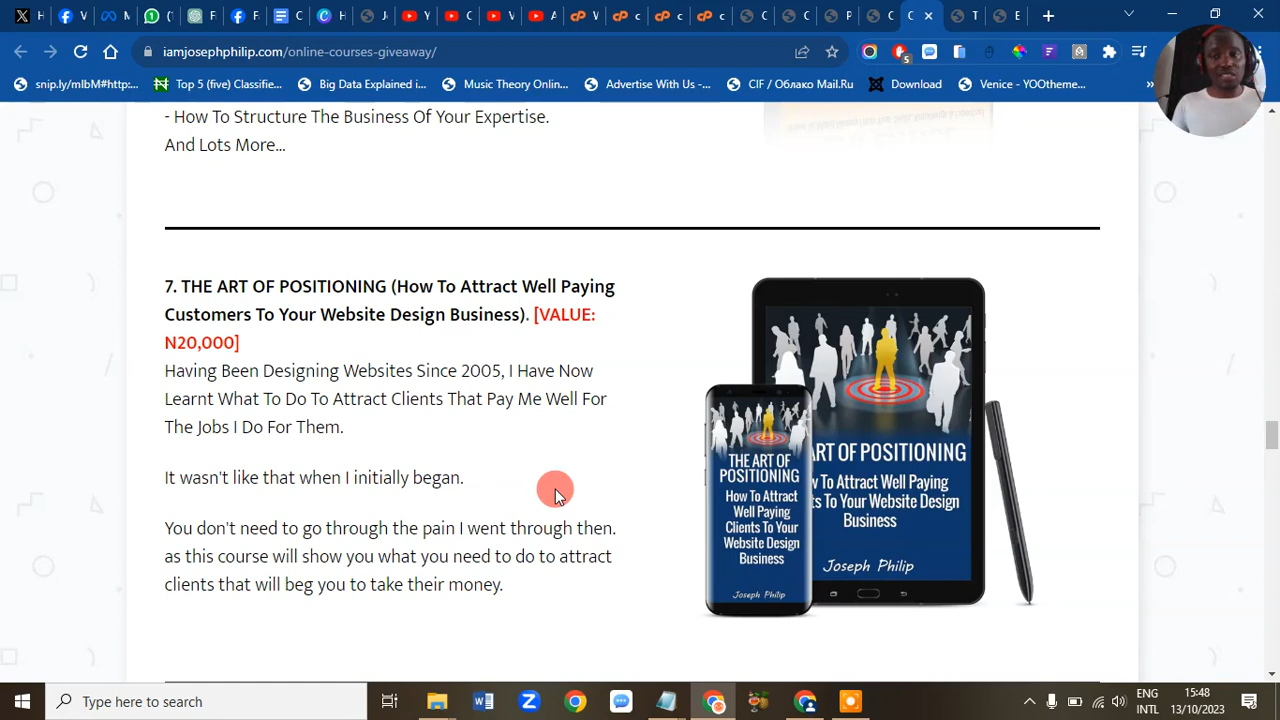 iamjosephphilip.com/online-courses-giveaway/
5
snip.ly/mlbM#http:...
Top 5 (five) Classifie...
Big Data Explained i...
Music Theory Onlin...
Advertise With Us -...
CIF / Облако Mail.Ru
Download
Venice - YOOtheme...
- How To Structure The Business Of Your Expertise.
And Lots More...
7. THE ART OF POSITIONING (How To Attract Well Paying
Customers To Your Website Design Business). [VALUE:
N20,000]
Having Been Designing Websites Since 2005, I Have Now
Learnt What To Do To Attract Clients That Pay Me Well For
The Jobs I Do For Them.
It wasn't like that when I initially began.
You don't need to go through the pain I went through then.
as this course will show you what you need to do to attract
clients that will beg you to take their money.
ART OF POSITIONING
w To Attract Well Paying
ts To Your Website Design
Business
Joseph Philip
THE ART OF
POSITIONING
How To Attract
Well Paying
Clients To Your
Website Design
Business
Joseph Philip
Type here to search
ENG
INTL
15:48
13/10/2023